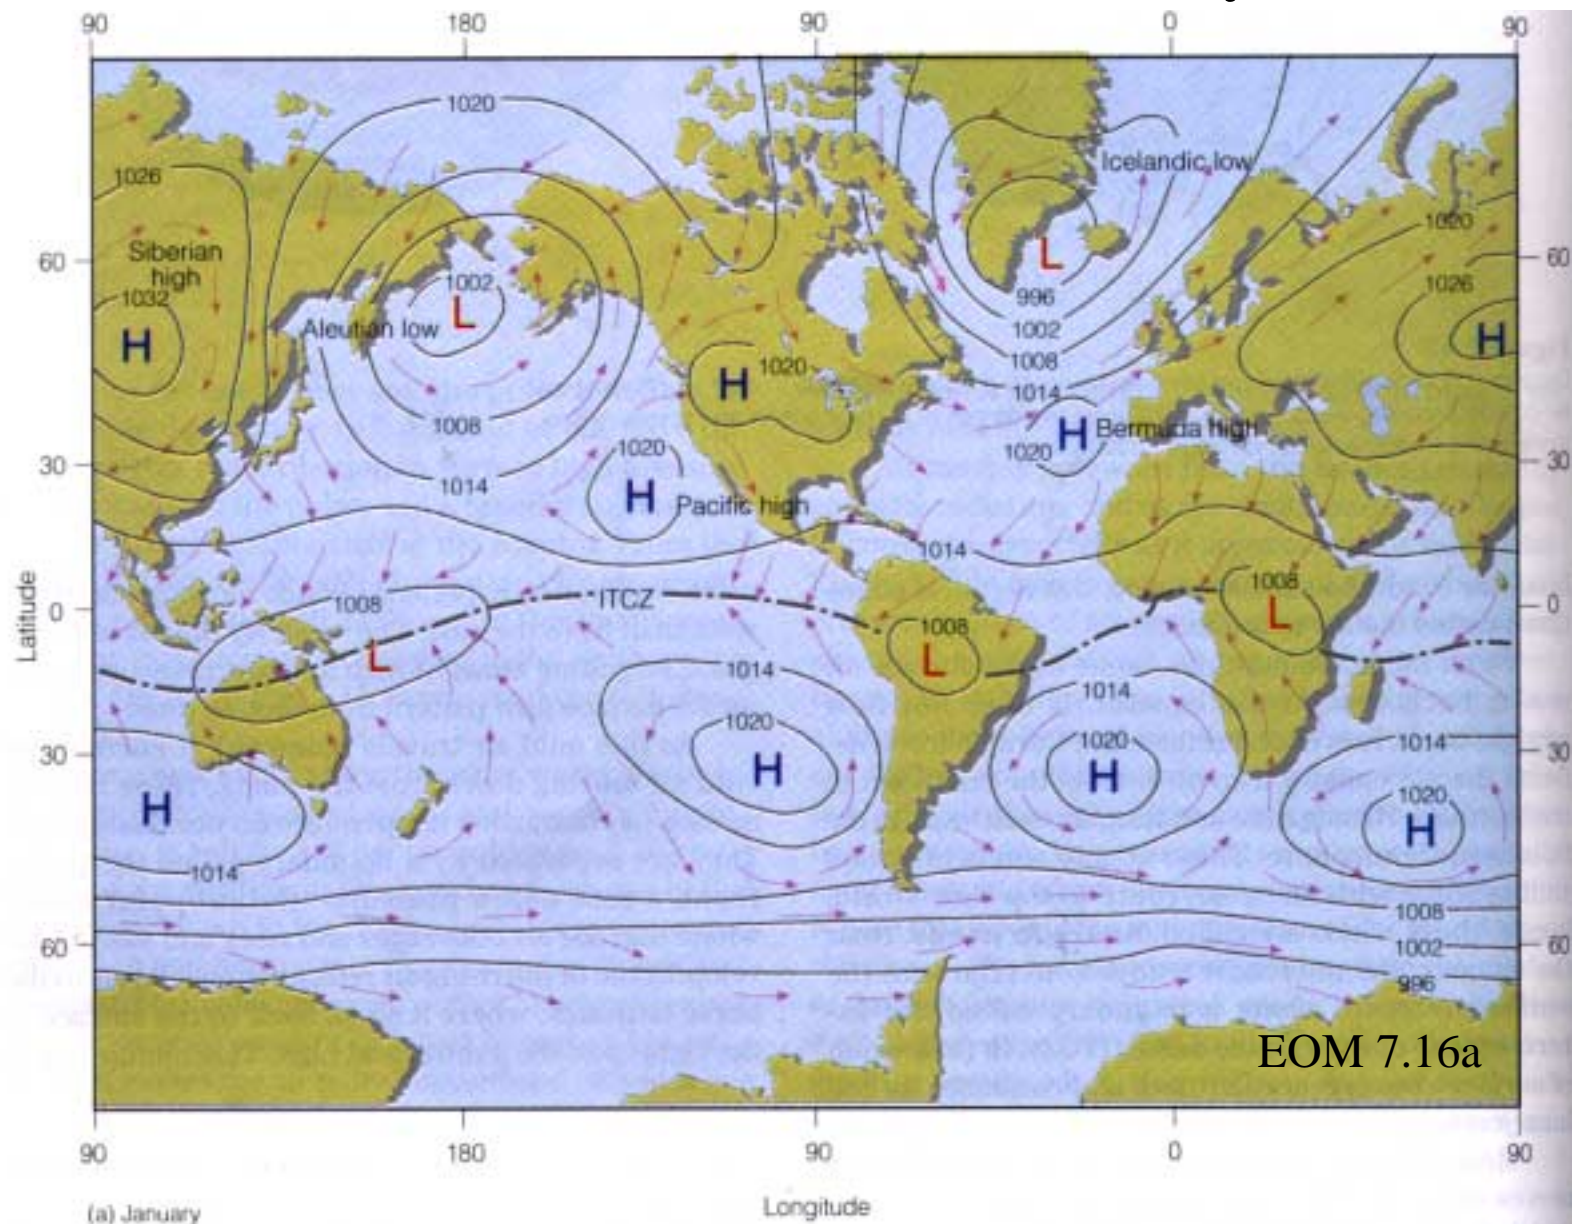 90 180 90 0 90
1020
1026
Icelandic low
1020
Siberian
high
60 60
1032 1002 L 996 1026
H L Aleutian low 1002 H
1008
H 1020 1014
1008 H Bermuda high
1020 1020
30 30
1014 H Pacific high
1014
1008 1008
Latitude 0 ITCZ L 0
1008
L L
1014 1014
1020 1020 1014
30 H H 30
H 1020
H
1014
1008
60 1002 60
996
EOM 7.16a
90 180 90 0 90
Longitude
(a) January